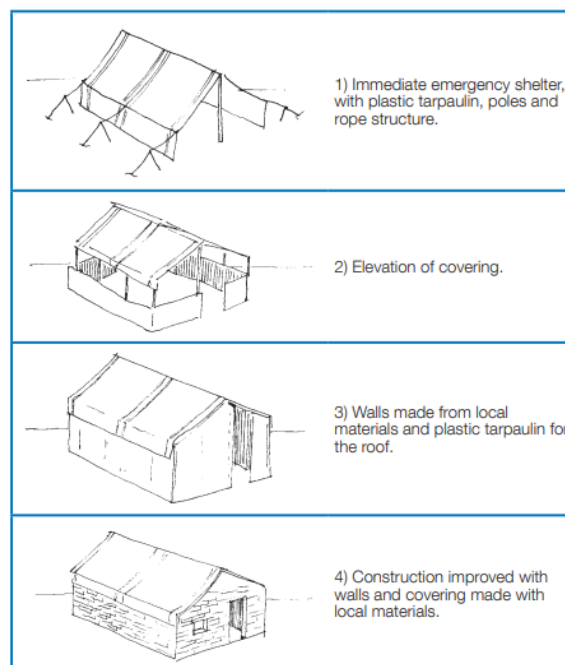 1) Immediate emergency shelter,
with plastic tarpaulin, poles and
rope structure.
2) Elevation of covering.
3) Walls made from local
materials and plastic tarpaulin for
the roof.
4) Construction improved with
walls and covering made with
local materials.